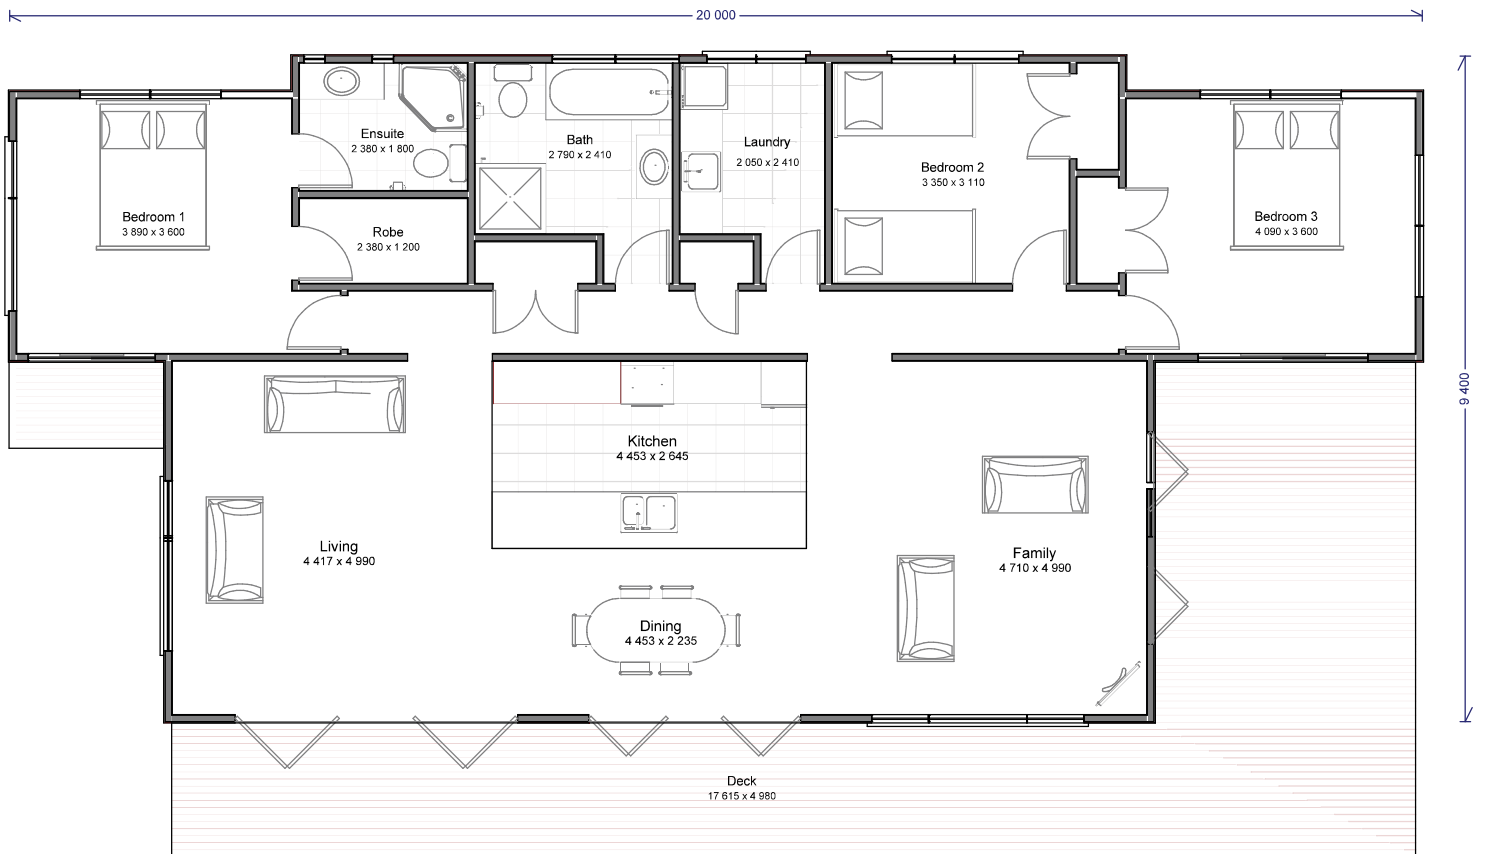 20 000
Ensuite
2 380 x 1 800
Bath
2 790 x 2 410
Laundry
2 050 x 2 410
Bedroom 2
3 350 x 3 110
Bedroom 1
3 890 x 3 600
Robe
2 380 x 1 200
Bedroom 3
4 090 x 3 600
9 400
Kitchen
4 453 x 2 645
Living
4 417 x 4 990
Family
4 710 x 4 990
Dining
4 453 x 2 235
Deck
17 615 x 4 980